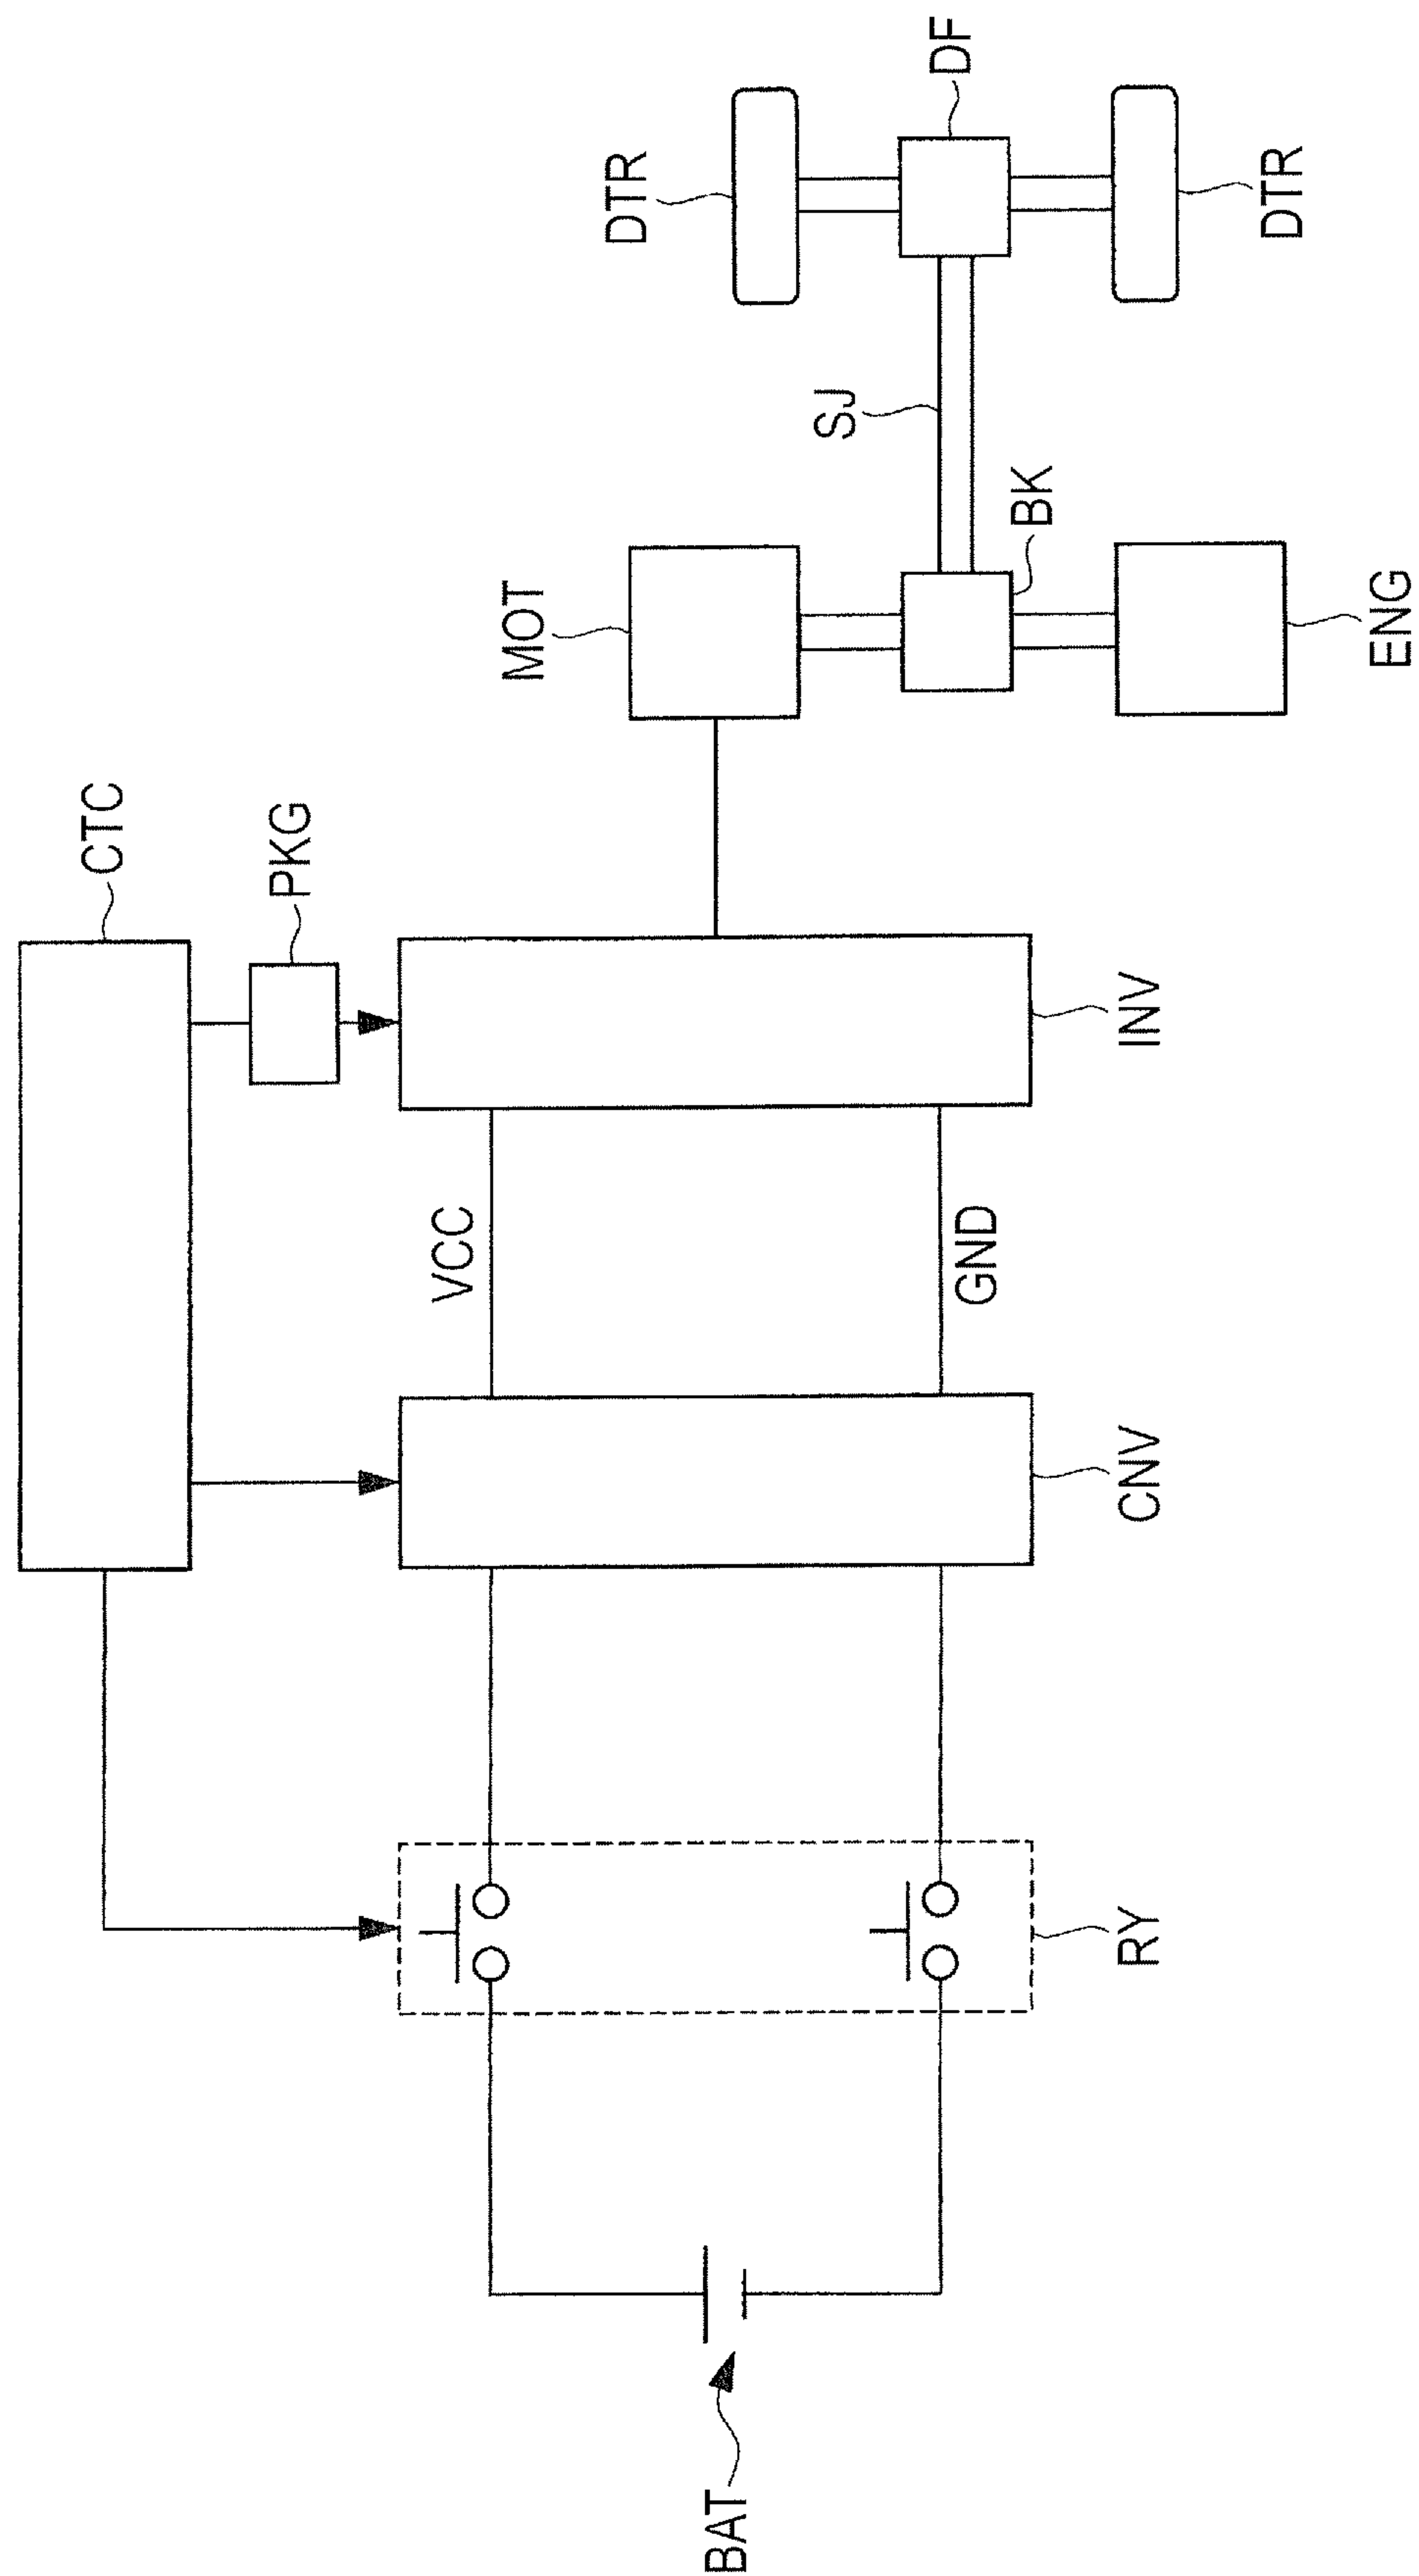 CTC
PKG
DTR
DF
MOT
SJ
VCC
BK
GND
DTR
BAT
RY
CNV
INV
ENG